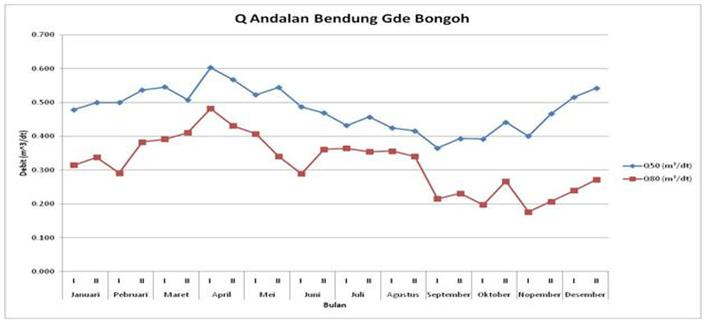 Q Andalan Bendung Gde Bongoh
0.700
0.600
0.500
0.400
0.300
0.200
0.100
0.000
Debit (m^3/dt)
I II I II I II I II I II I II I II I II I II I II I II I II
Januari Pebruari Maret April Mei Juni Juli Agustus September Oktober Nopember Desember
Bulan
Q50 (m³/dt)
Q80 (m³/dt)